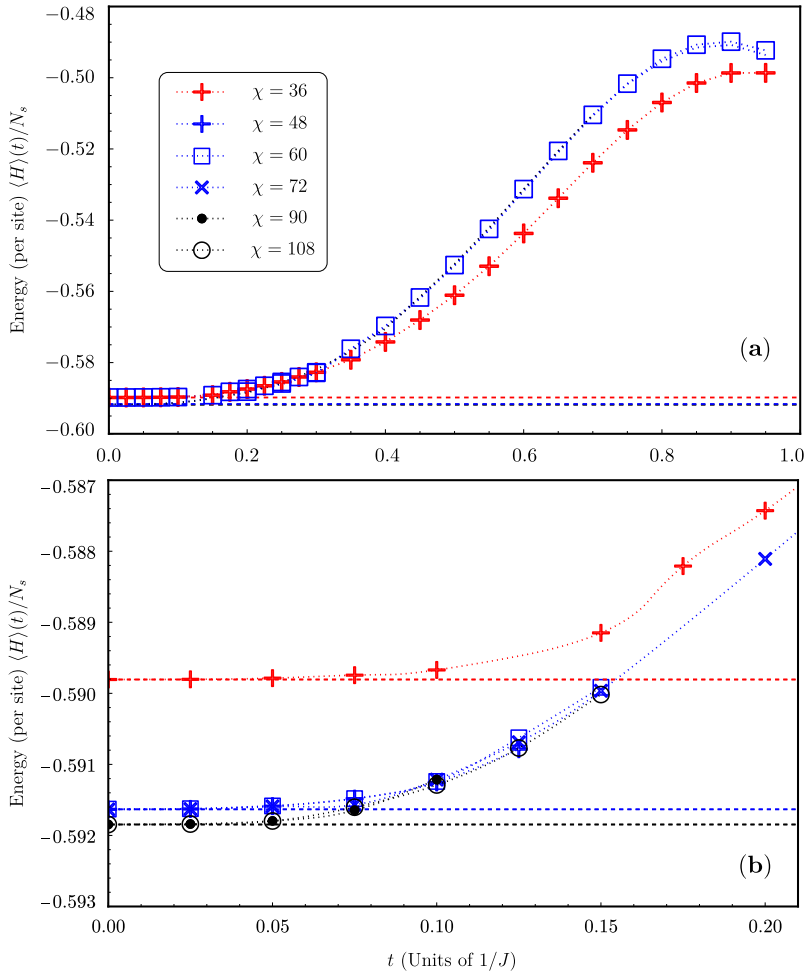 −0.48
−0.50
−0.52
−0.54
−0.56
−0.58
−0.60
Energy (per site) ⟨H⟩(t)/N_s
χ = 36
χ = 48
χ = 60
χ = 72
χ = 90
χ = 108
(a)
0.0 0.2 0.4 0.6 0.8 1.0
−0.587
−0.588
−0.589
−0.590
−0.591
−0.592
−0.593
Energy (per site) ⟨H⟩(t)/N_s
(b)
0.00 0.05 0.10 0.15 0.20
t (Units of 1/J)